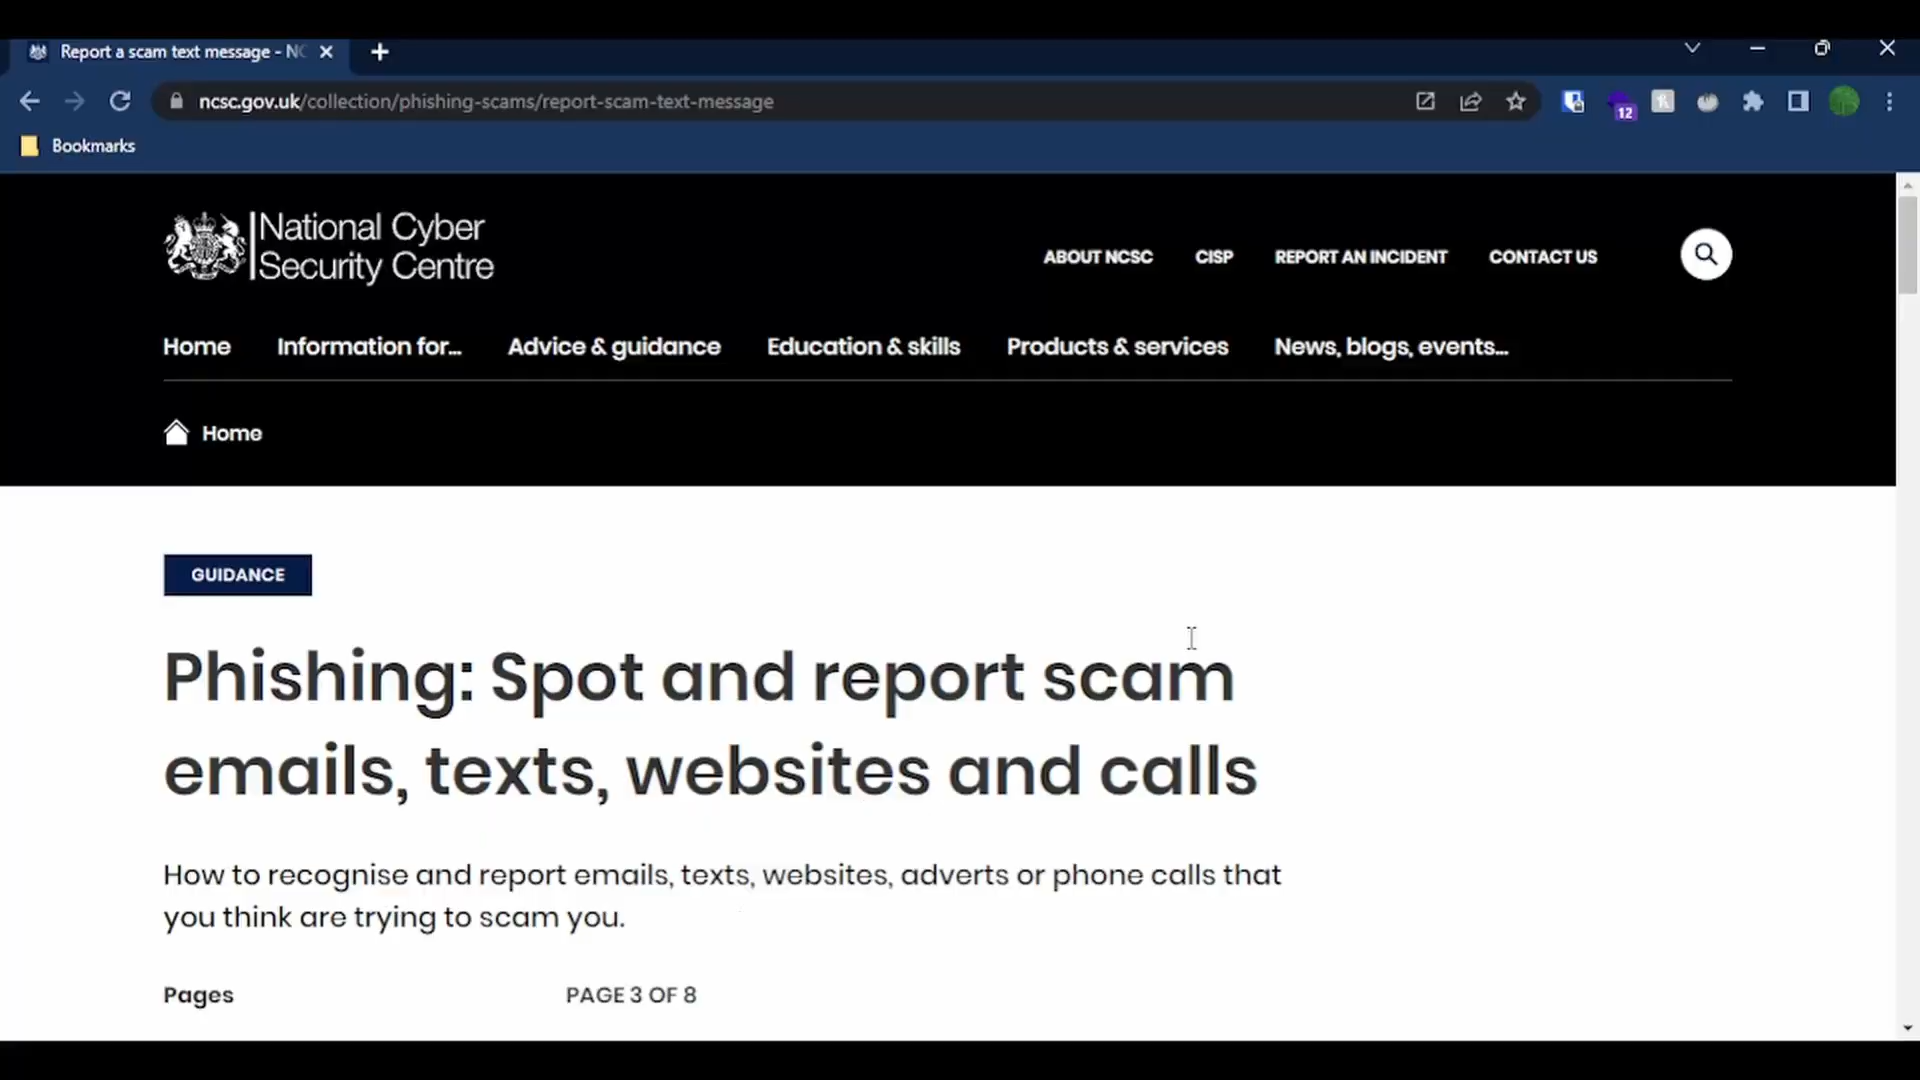 Report a scam text message - NC
ncsc.gov.uk/collection/phishing-scams/report-scam-text-message
12
Bookmarks
National Cyber
Security Centre
ABOUT NCSC CISP REPORT AN INCIDENT CONTACT US
Home Information for... Advice & guidance Education & skills Products & services News, blogs, events...
Home
GUIDANCE
Phishing: Spot and report scam
emails, texts, websites and calls
How to recognise and report emails, texts, websites, adverts or phone calls that
you think are trying to scam you.
Pages PAGE 3 OF 8